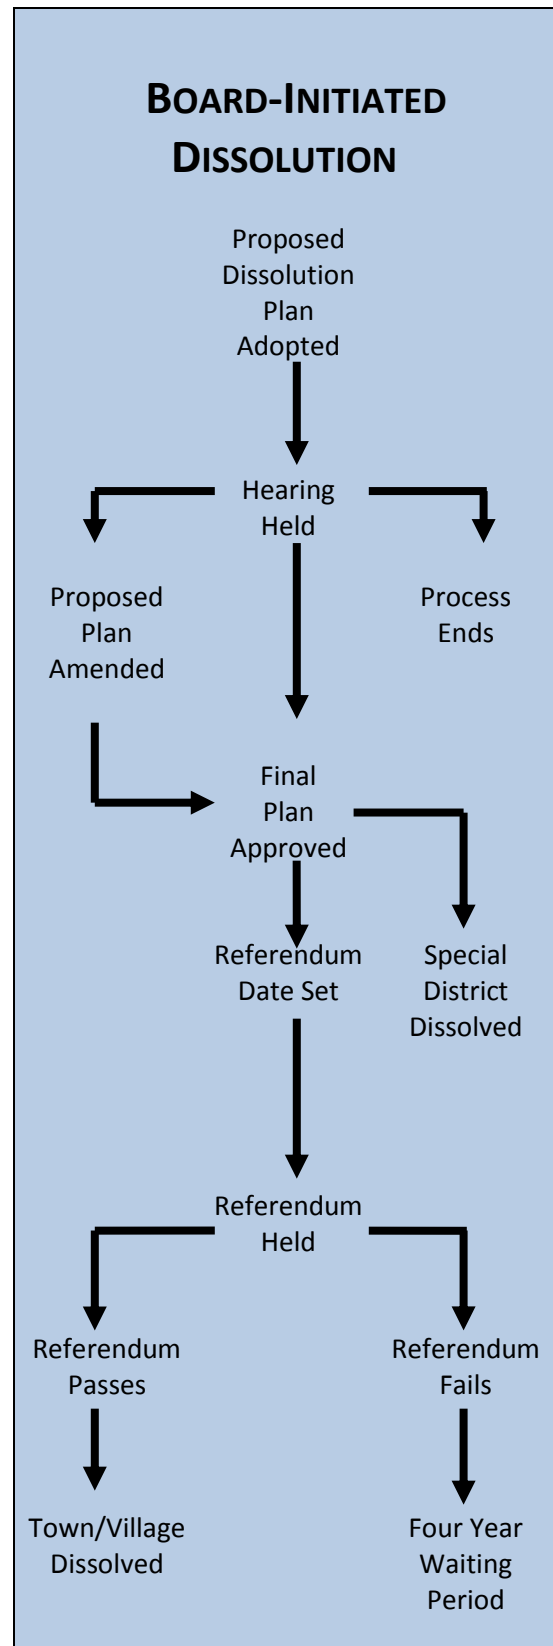 BOARD-INITIATED
DISSOLUTION
Proposed
Dissolution
Plan
Adopted
Hearing
Held
Proposed
Plan
Amended
Process
Ends
Final
Plan
Approved
Referendum
Date Set
Special
District
Dissolved
Referendum
Held
Referendum
Passes
Referendum
Fails
Town/Village
Dissolved
Four Year
Waiting
Period